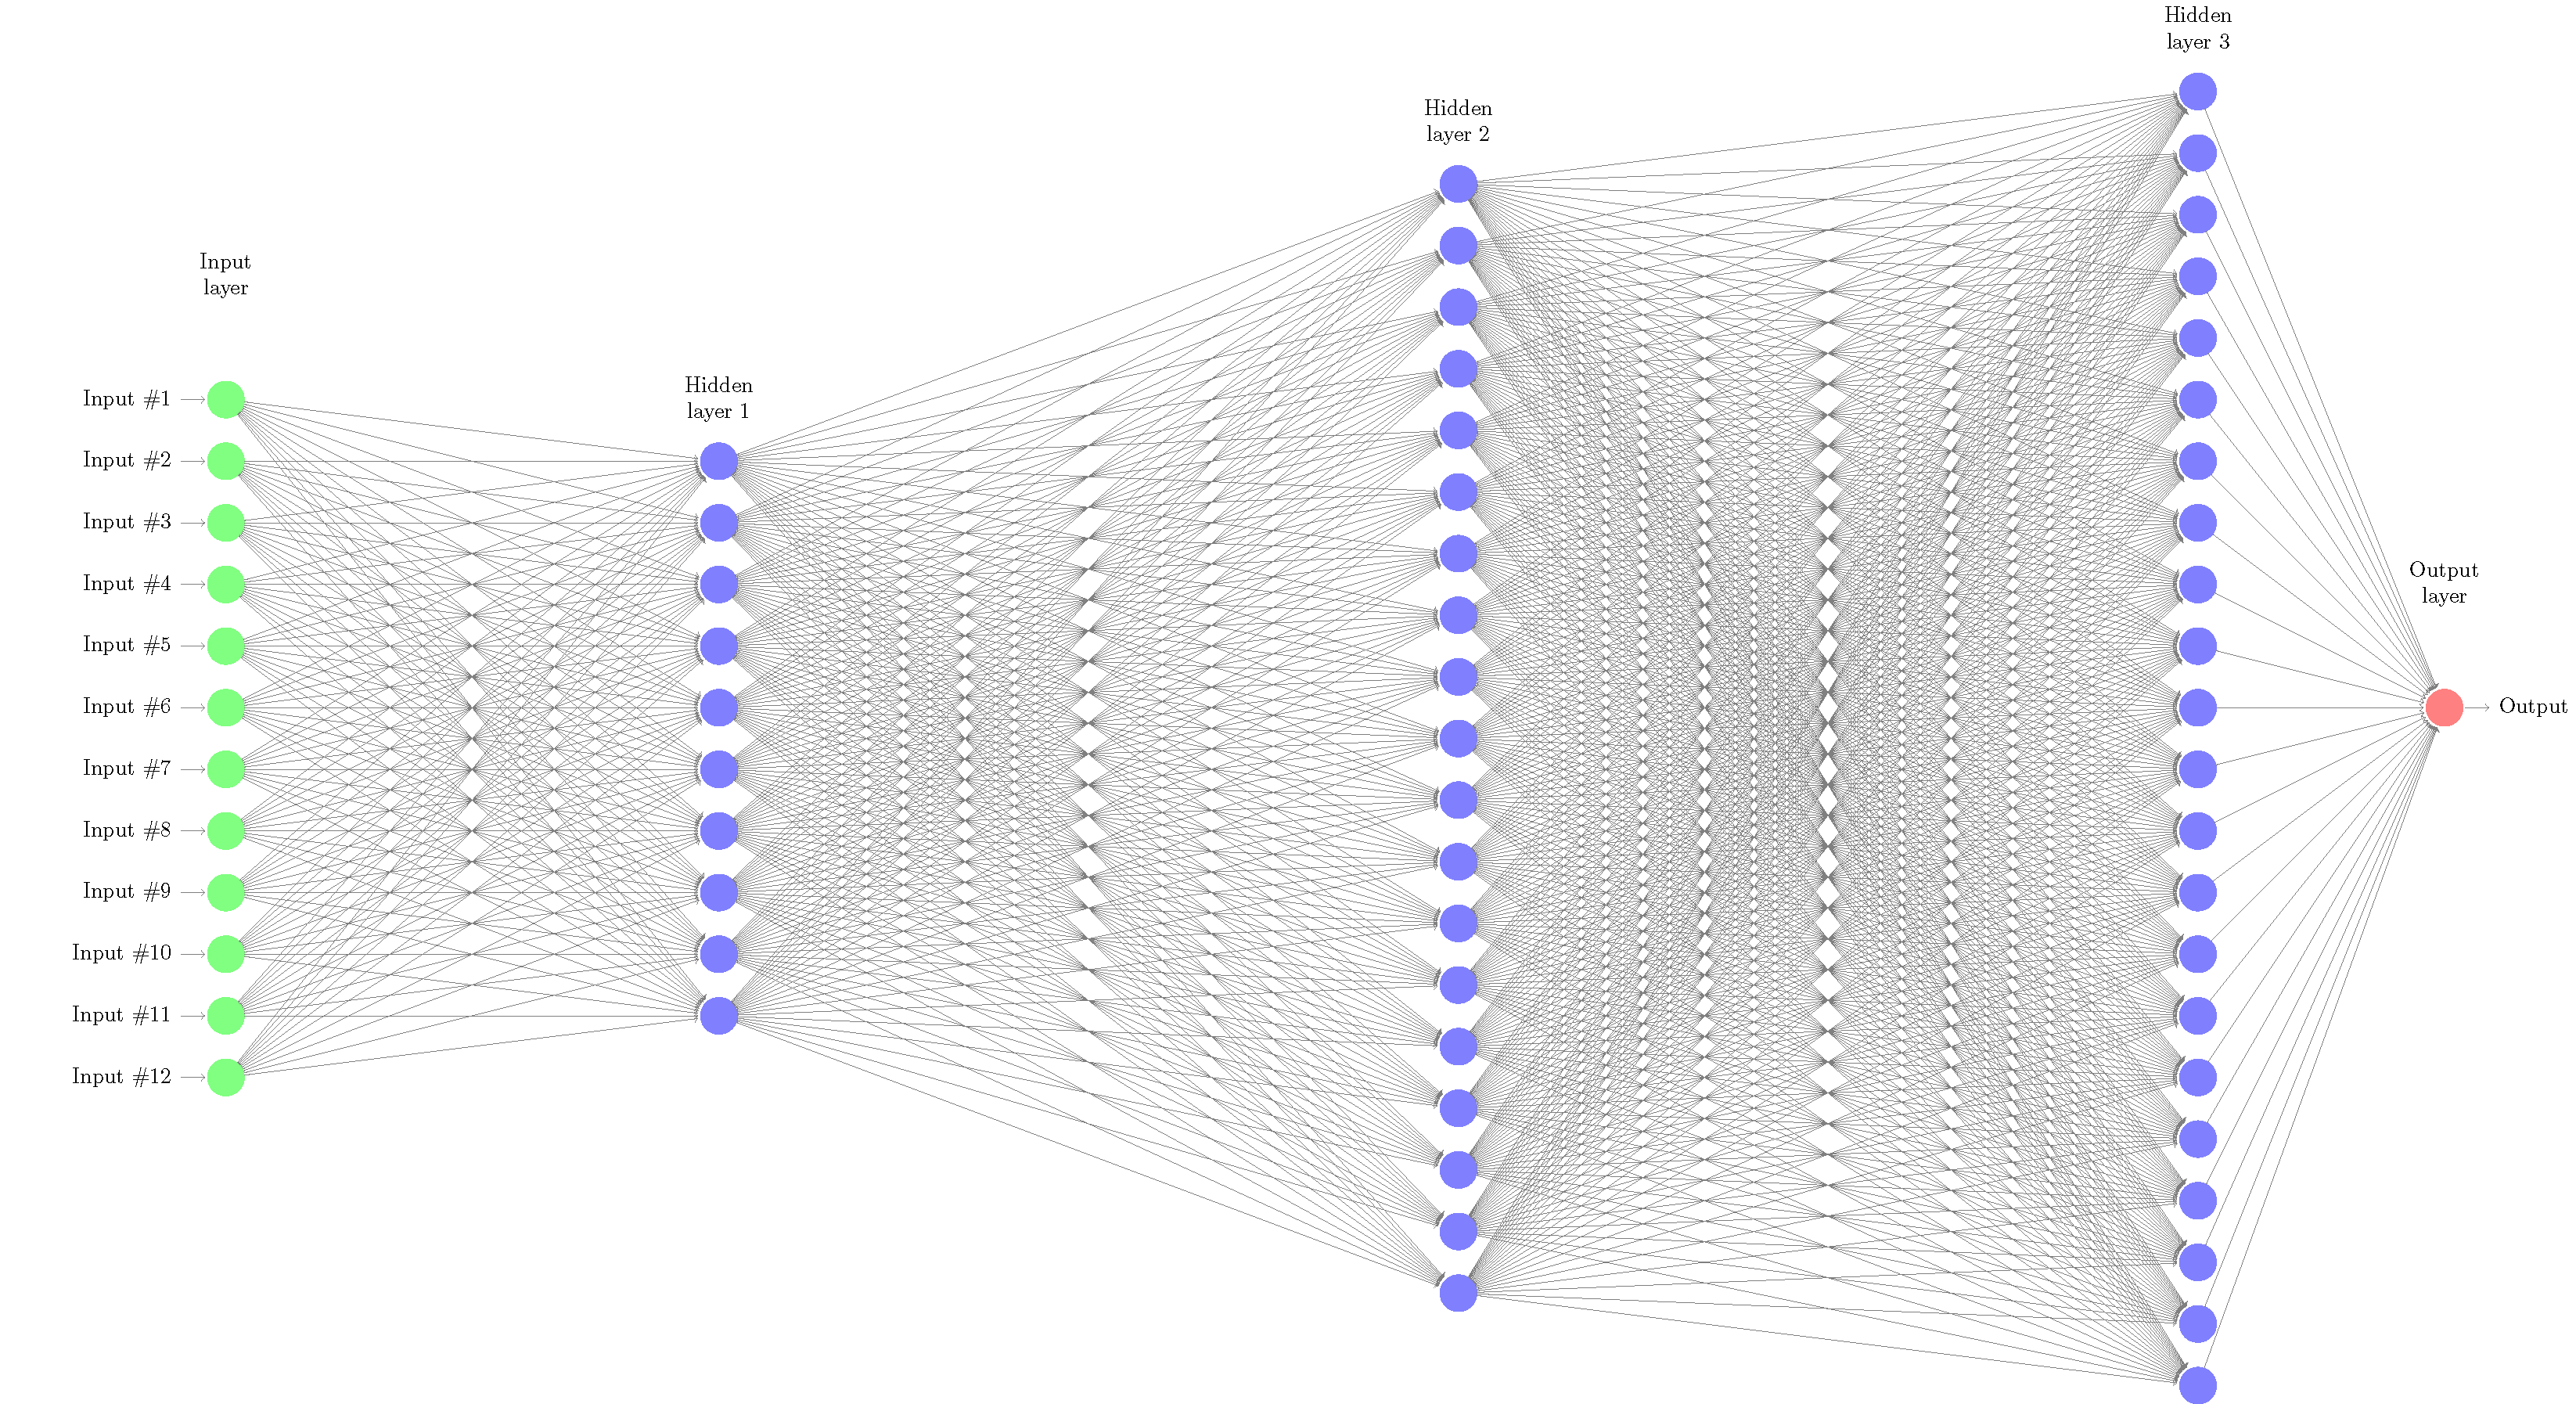 Hidden
layer 3
Hidden
layer 2
Input
layer
Hidden
layer 1
Input #1
Input #2
Input #3
Input #4
Input #5
Input #6
Input #7
Input #8
Input #9
Input #10
Input #11
Input #12
Output
layer
Output